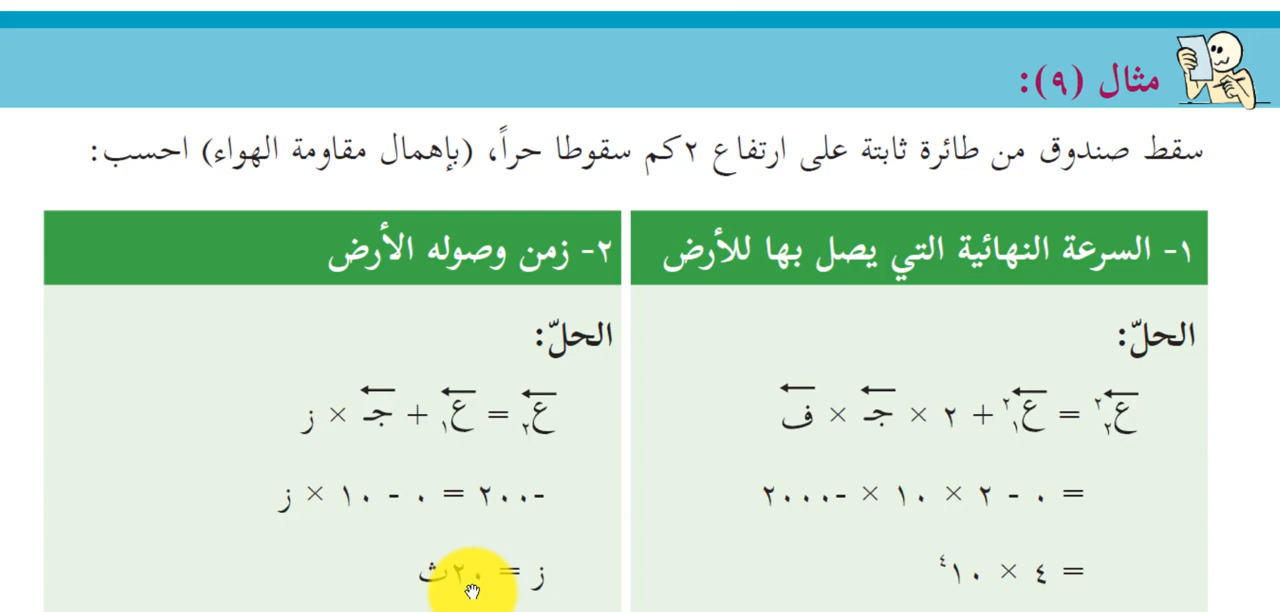 مثال (٩):
سقط صندوق من طائرة ثابتة على ارتفاع ٢كم سقوطا حراً، (بإهمال مقاومة الهواء) احسب:
١- السرعة النهائية التي يصل بها للأرض
الحلّ:
ع٢٢ = ع١٢ + ٢ × جـ × ف
= ٠ - ٢ × ١٠ × -٢٠٠٠
= ٤ × ١٠٤
٢- زمن وصوله الأرض
الحلّ:
ع٢ = ع١ + جـ × ز
-٢٠٠ = ٠ - ١٠ × ز
ز = ٢٠ث